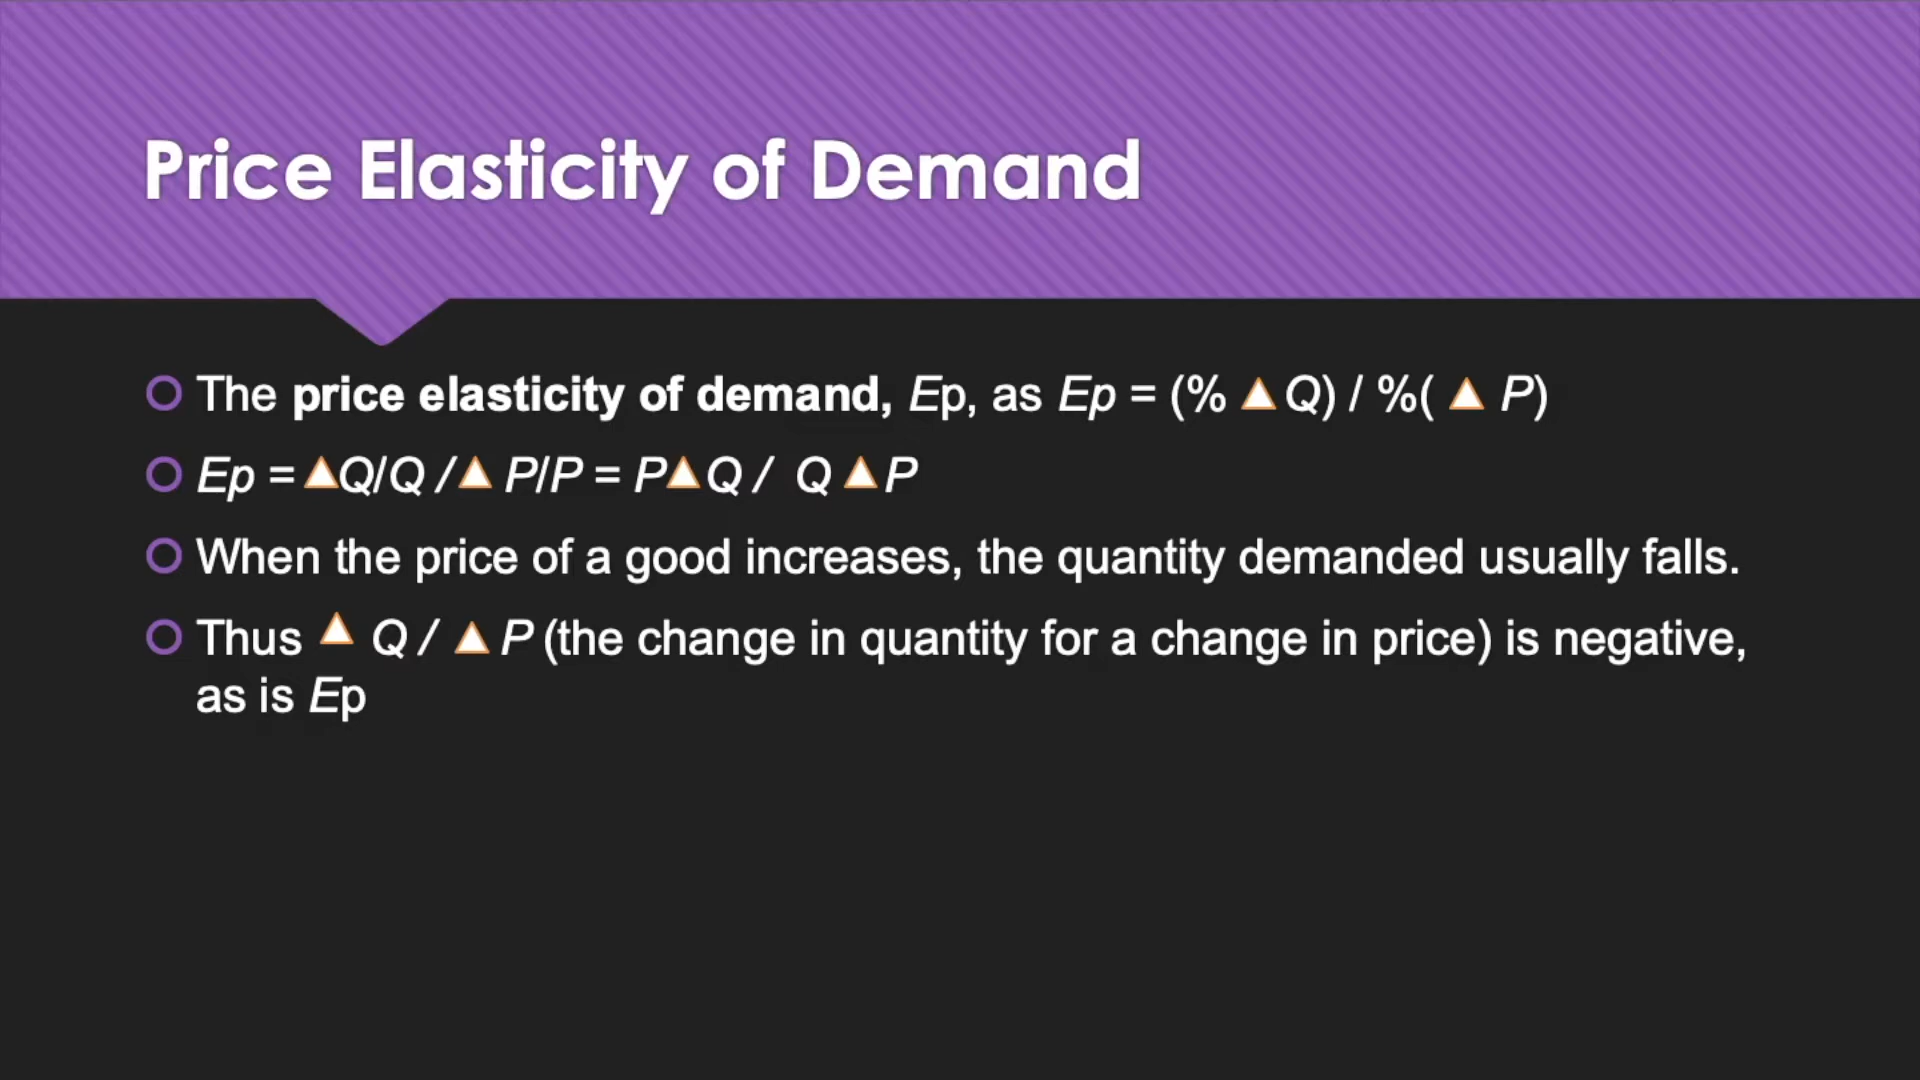 Price Elasticity of Demand
The price elasticity of demand, Ep, as Ep = (% △ Q) / %( △ P)
Ep = △Q/Q / △ P/P = P△Q / Q △ P
When the price of a good increases, the quantity demanded usually falls.
Thus △ Q / △ P (the change in quantity for a change in price) is negative,
as is Ep